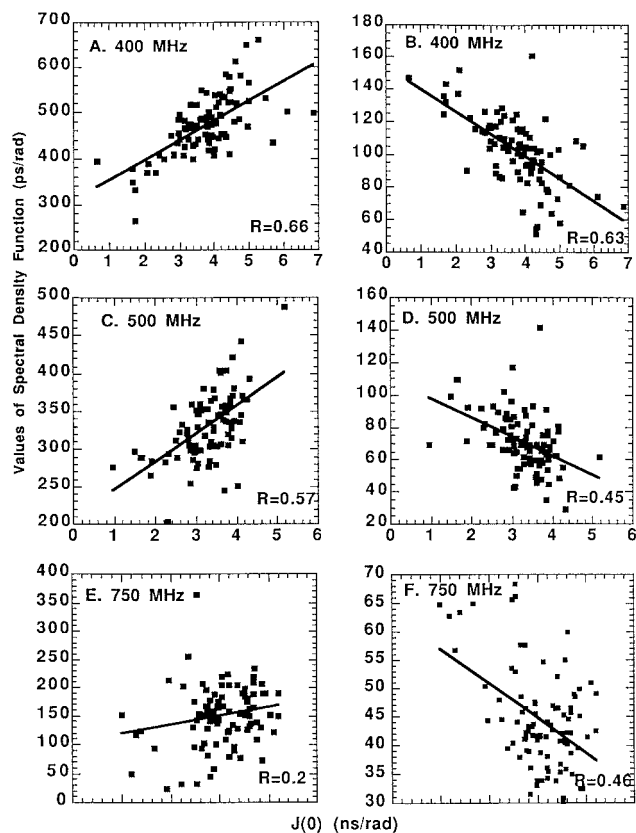 Values of Spectral Density Function (ps/rad)
A. 400 MHz
700
600
500
400
300
200
0 1 2 3 4 5 6 7
R=0.66
B. 400 MHz
160
140
120
100
80
60
40
0 1 2 3 4 5 6 7
R=0.63
C. 500 MHz
500
450
400
350
300
250
200
0 1 2 3 4 5 6
R=0.57
D. 500 MHz
160
140
120
100
80
60
40
20
0 1 2 3 4 5 6
R=0.45
E. 750 MHz
400
350
300
250
200
150
100
50
0
R=0.2
F. 750 MHz
70
65
60
55
50
45
40
35
30
R=0.46
J(0) (ns/rad)